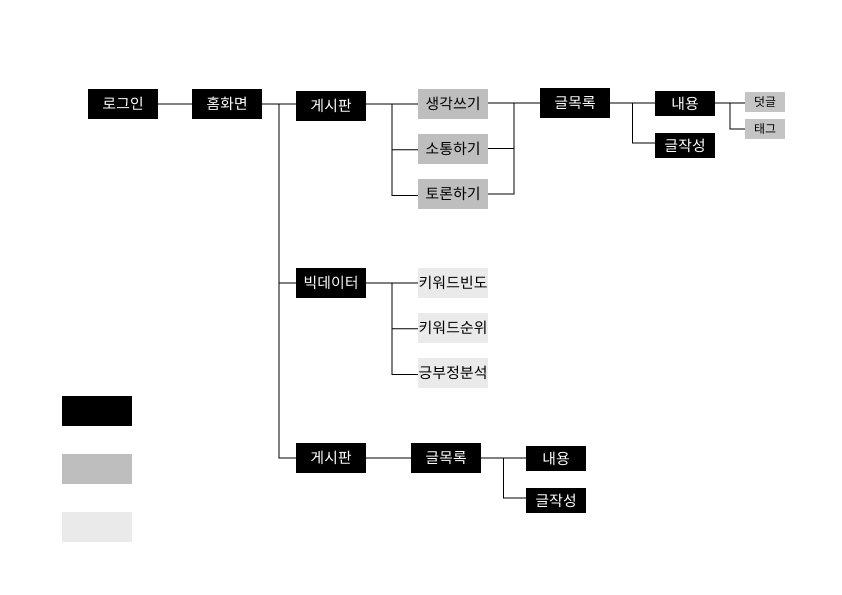 로그인
홈화면
게시판
생각쓰기
소통하기
토론하기
글목록
내용
글작성
덧글
태그
빅데이터
키워드빈도
키워드순위
긍부정분석
게시판
글목록
내용
글작성